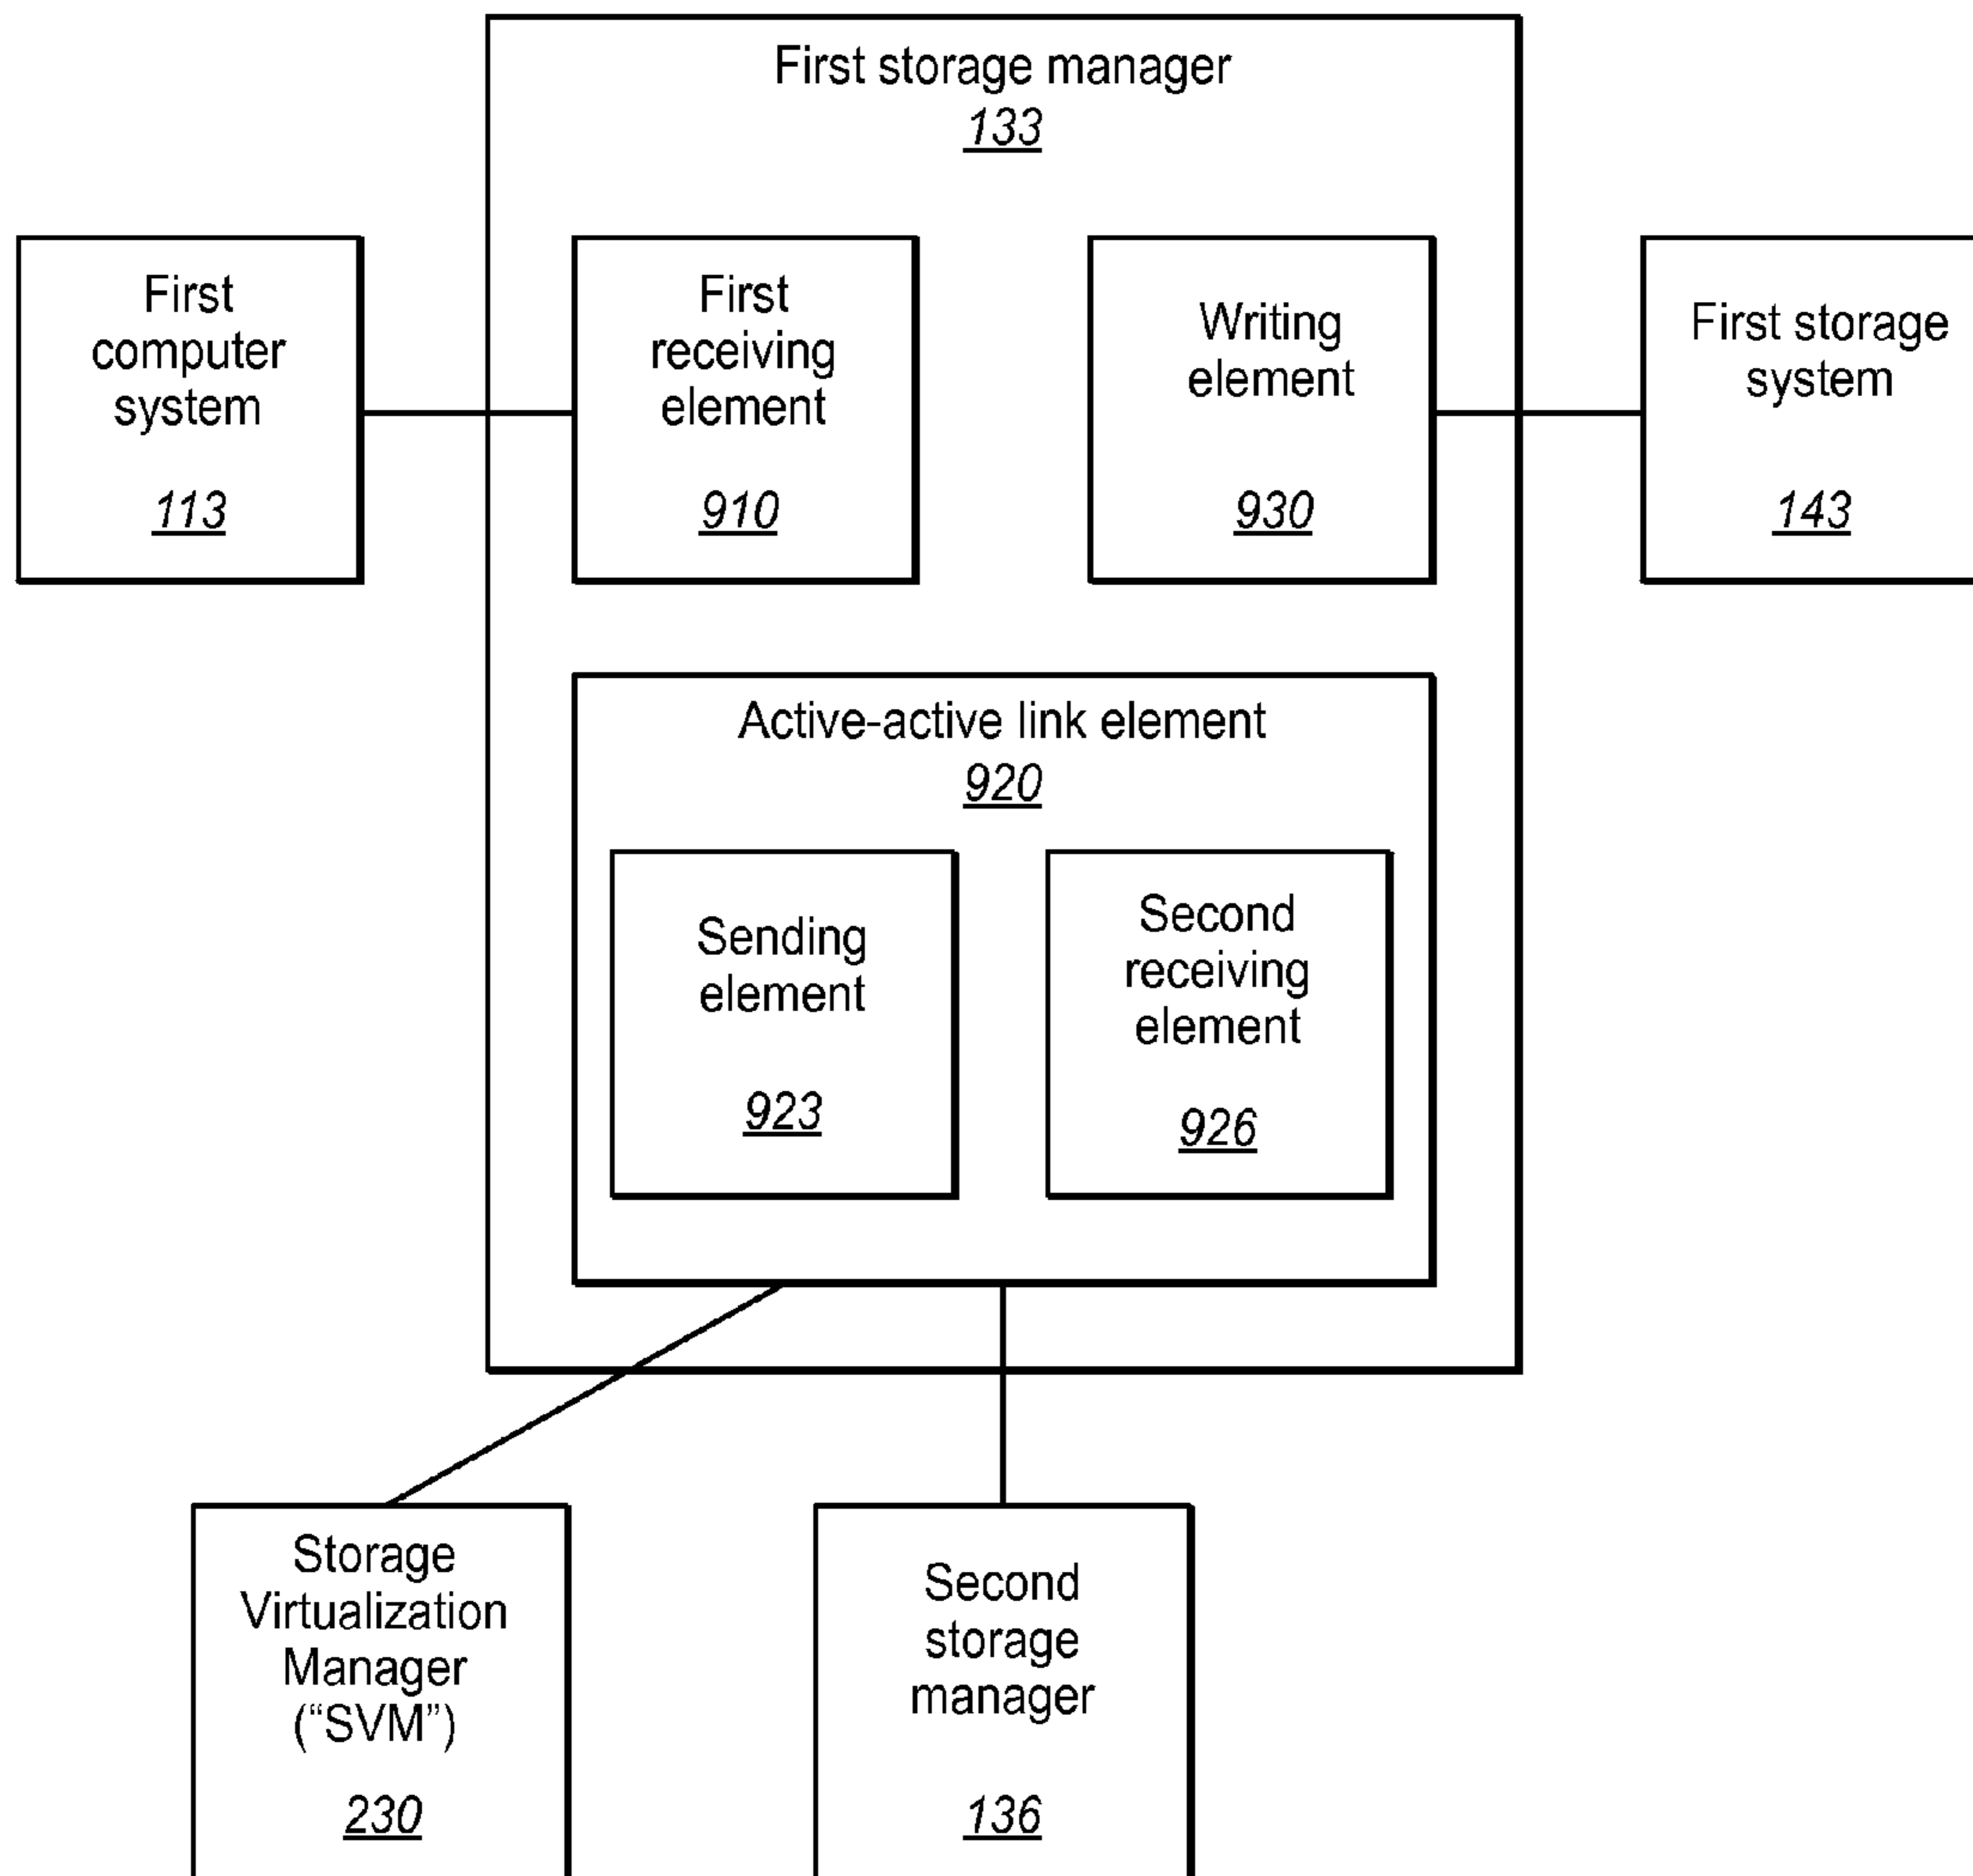 First storage manager
133
First
computer
system
113
First
receiving
element
910
Writing
element
930
First storage
system
143
Active-active link element
920
Sending
element
923
Second
receiving
element
926
Storage
Virtualization
Manager
(“SVM”)
230
Second
storage
manager
136